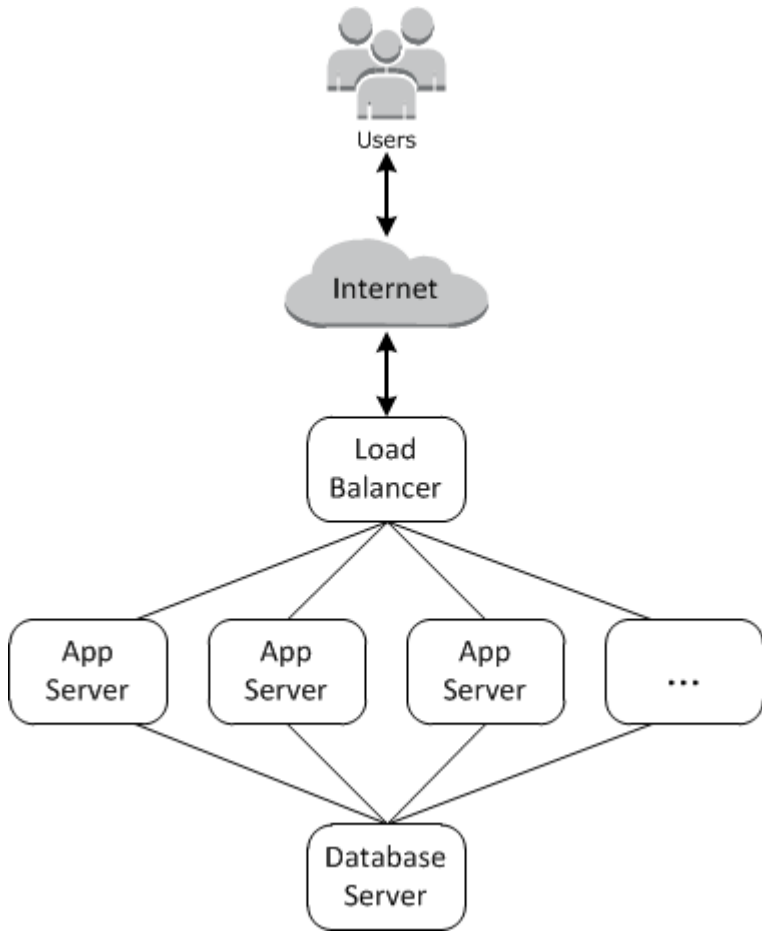 Users
Internet
Load
Balancer
App
Server
App
Server
App
Server
...
Database
Server